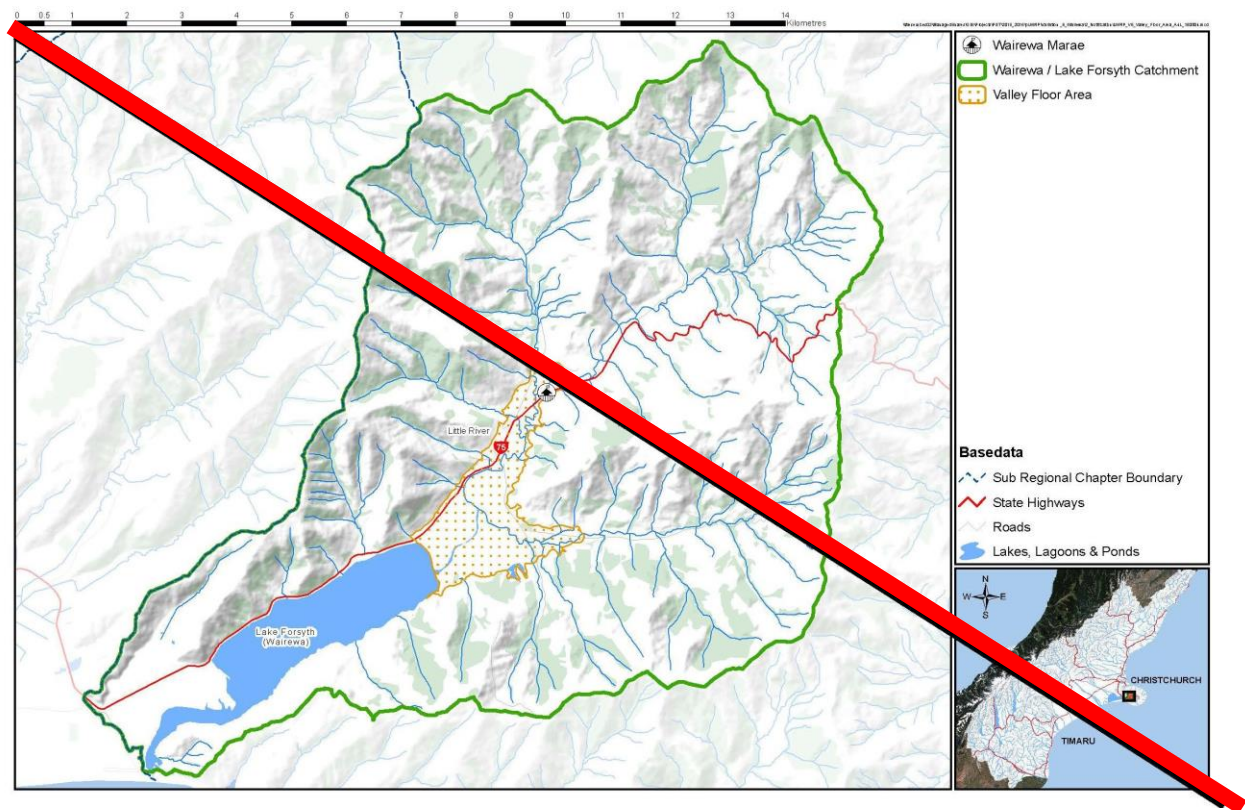 0 0.5 1 2 3 4 5 6 7 8 9 10 11 12 13 14
Kilometres
Wairewa Marae
Wairewa / Lake Forsyth Catchment
Valley Floor Area
Little River
75
Lake Forsyth
(Wairewa)
Basedata
Sub Regional Chapter Boundary
State Highways
Roads
Lakes, Lagoons & Ponds
N
W E
S
CHRISTCHURCH
TIMARU